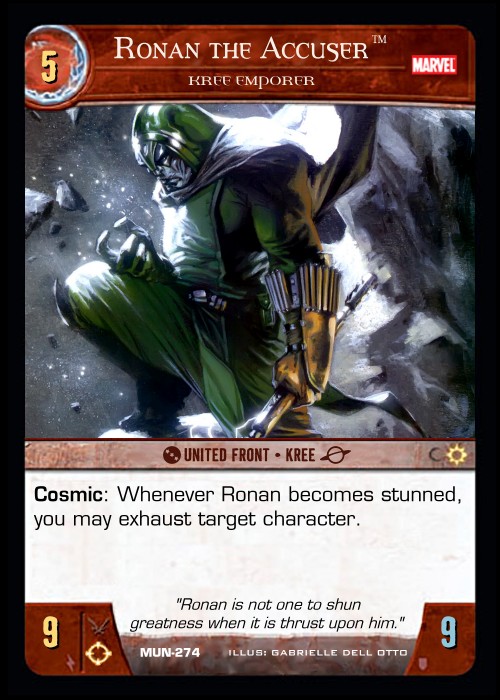 5
RONAN THE ACCUSER™
KREE EMPORER
MARVEL
UNITED FRONT • KREE
C
Cosmic: Whenever Ronan becomes stunned,
you may exhaust target character.
"Ronan is not one to shun
greatness when it is thrust upon him."
9
9
MUN-274 ILLUS: GABRIELLE DELL OTTO